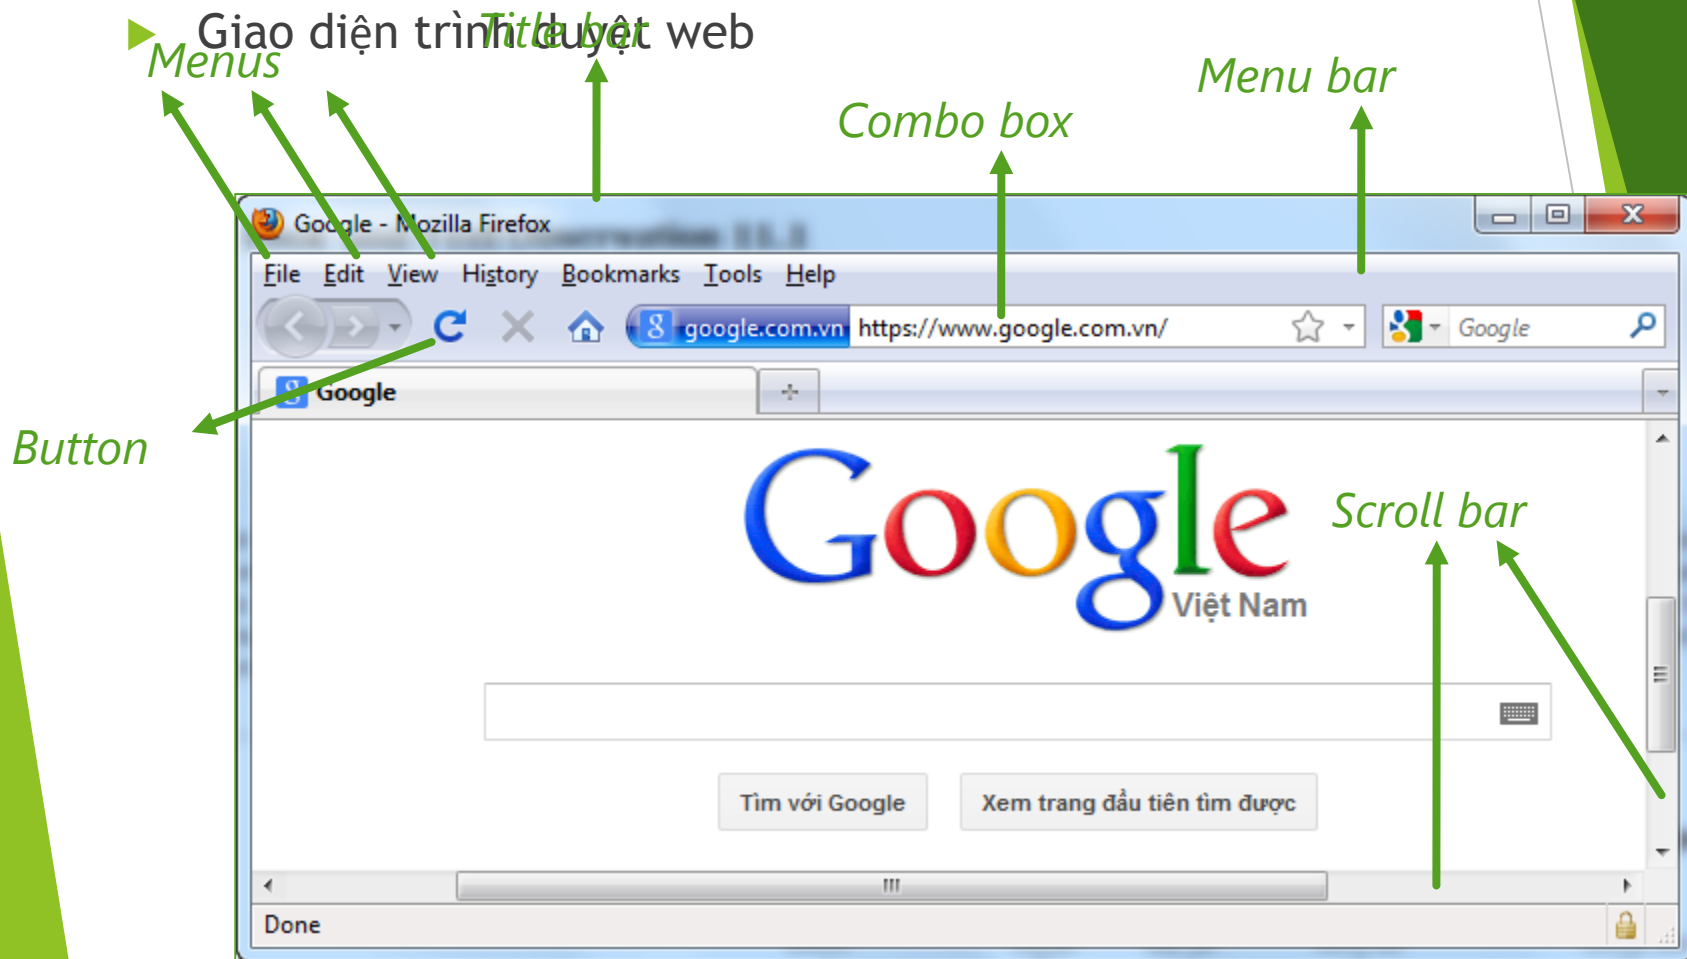 Giao diện trình duyệt web
Title bar
Menus
Menu bar
Combo box
Google - Mozilla Firefox
11.1
File Edit View History Bookmarks Tools Help
google.com.vn https://www.google.com.vn/ Google
Google
Button
Google
Việt Nam
Scroll bar
Tìm với Google Xem trang đầu tiên tìm được
Done